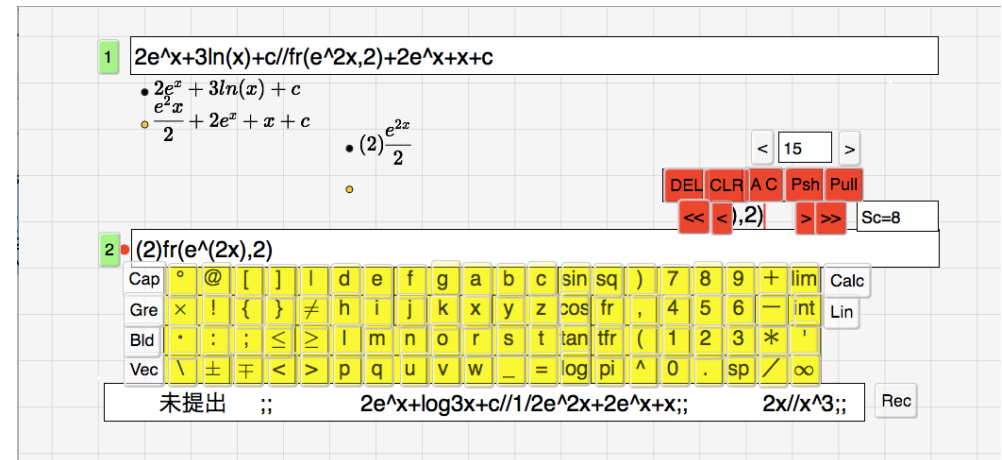 1 2e^x+3ln(x)+c//fr(e^2x,2)+2e^x+x+c
2e^x + 3ln(x) + c
e^2x/2 + 2e^x + x + c
(2)e^{2x}/2
< 15 >
DEL CLR A C Psh Pull
<< < ),2) > >> Sc=8
2 (2)fr(e^(2x),2)
Cap ° @ [ ] | d e f g a b c sin sq ) 7 8 9 + lim Calc
Gre × ! { } ≠ h i j k x y z cos fr , 4 5 6 − int Lin
Bld · : ; ≤ ≥ l m n o r s t tan tfr ( 1 2 3 * '
Vec \ ± ∓ < > p q u v w _ = log pi ^ 0 . sp / ∞
未提出 ;; 2e^x+log3x+c//1/2e^2x+2e^x+x;; 2x//x^3;; Rec